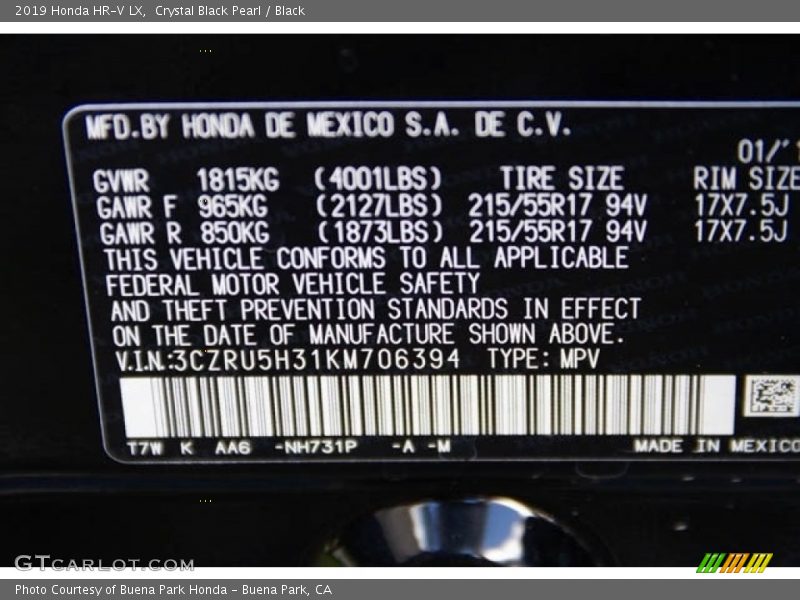 2019 Honda HR-V LX,  Crystal Black Pearl / Black
MFD.BY HONDA DE MEXICO S.A. DE C.V.
01/
GVWR 1815KG (4001LBS) TIRE SIZE RIM SIZE
GAWR F 965KG (2127LBS) 215/55R17 94V 17X7.5J
GAWR R 850KG (1873LBS) 215/55R17 94V 17X7.5J
THIS VEHICLE CONFORMS TO ALL APPLICABLE
FEDERAL MOTOR VEHICLE SAFETY
AND THEFT PREVENTION STANDARDS IN EFFECT
ON THE DATE OF MANUFACTURE SHOWN ABOVE.
V.I.N.:3CZRU5H31KM706394 TYPE: MPV
T7W K AA6 -NH731P -A -M MADE IN MEXICO
GTCARLOT.COM
Photo Courtesy of Buena Park Honda - Buena Park, CA